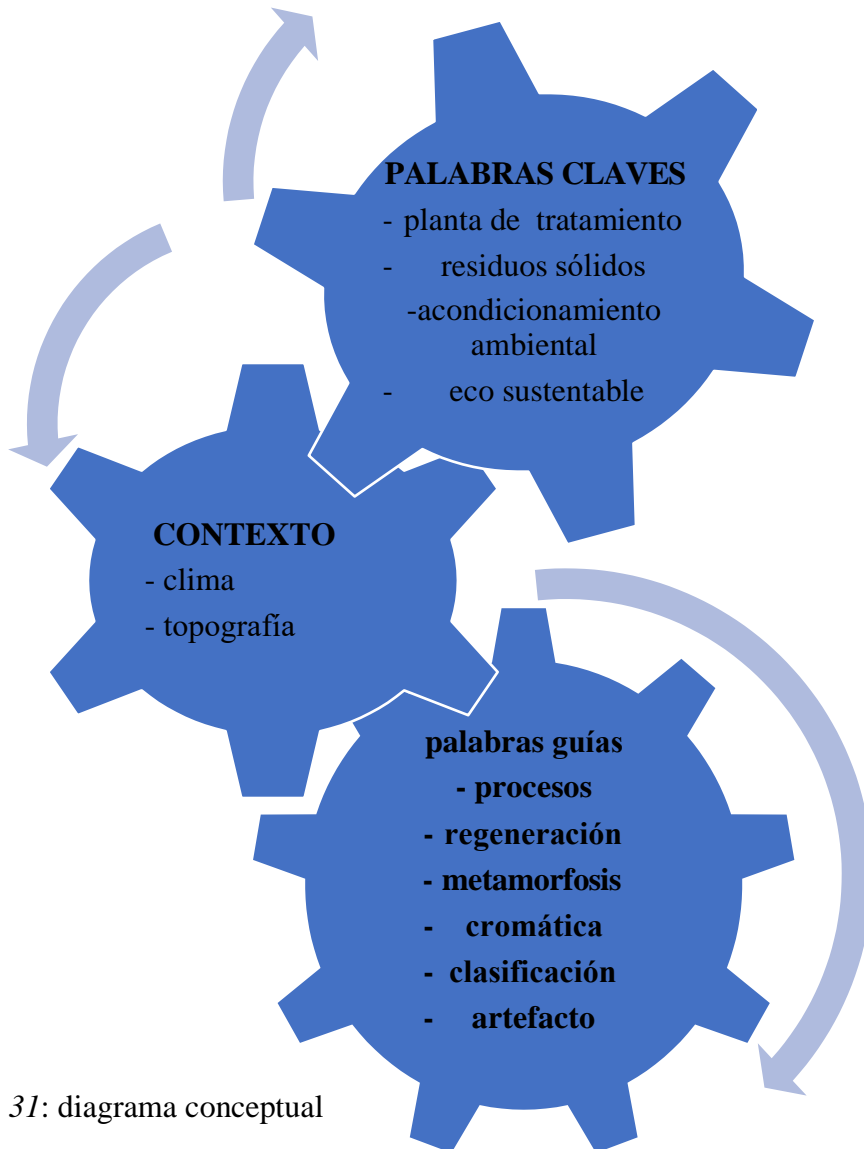 PALABRAS CLAVES
- planta de tratamiento
- residuos sólidos
-acondicionamiento
ambiental
- eco sustentable
CONTEXTO
- clima
- topografía
palabras guías
- procesos
- regeneración
- metamorfosis
- cromática
- clasificación
- artefacto
31: diagrama conceptual